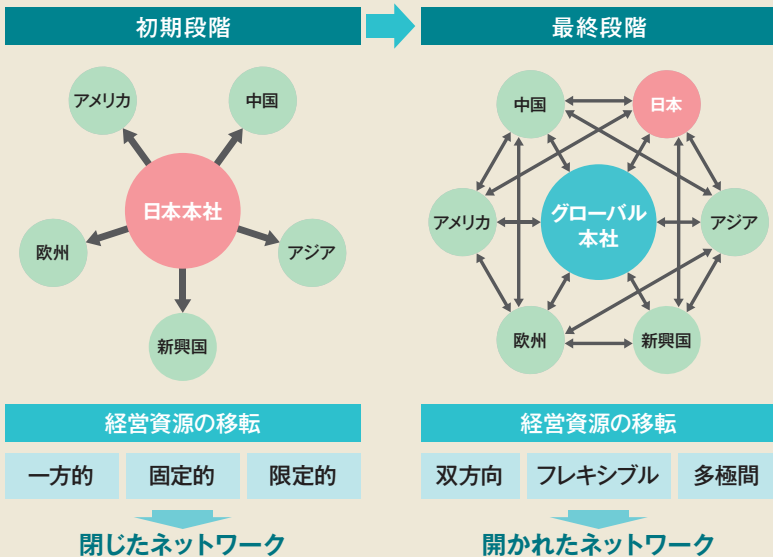 初期段階
アメリカ
中国
日本本社
欧州
アジア
新興国
経営資源の移転
一方的
固定的
限定的
閉じたネットワーク
最終段階
中国
日本
アメリカ
グローバル
本社
アジア
欧州
新興国
経営資源の移転
双方向
フレキシブル
多極間
開かれたネットワーク